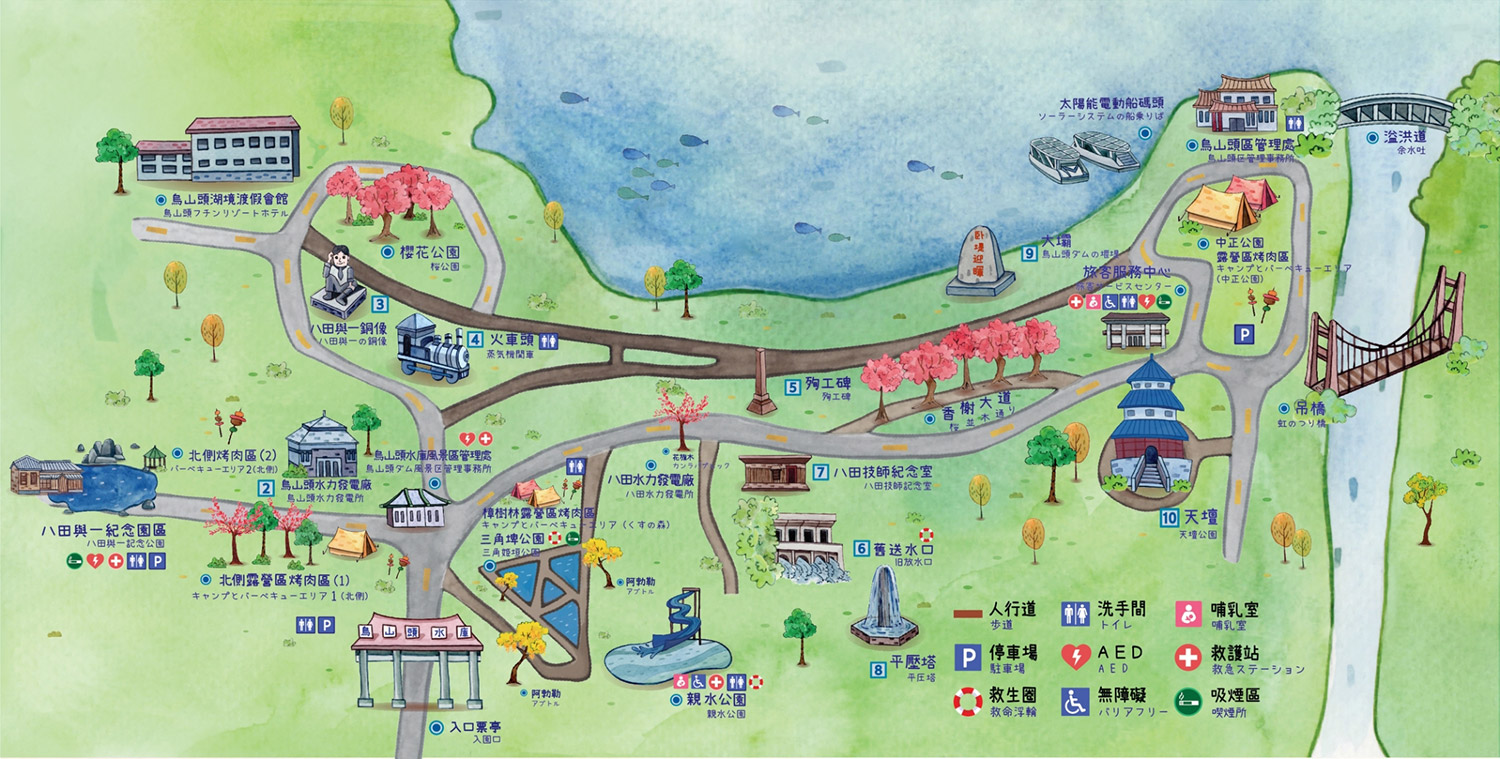 太陽能電動船碼頭
ソーラーシステムの船乗りば
烏山頭區管理處
烏山頭区管理事務所
溢洪道
余水吐
烏山頭湖境渡假會館
烏山頭フチンリゾートホテル
櫻花公園
桜公園
3
八田與一銅像
八田與一の銅像
4 火車頭
蒸気機関車
臥堤迎曙
9 大壩
烏山頭ダムの堰堤
旅客服務中心
サービスセンター
中正公園
露營區烤肉區
キャンプとバーベキューエリア
(中正公園)
P
5 殉工碑
殉工碑
香榭大道
桜並木通り
吊橋
虹のつり橋
北側烤肉區(2)
バーベキューエリア2(北側)
2 烏山頭水力發電廠
烏山頭水力発電所
烏山頭水庫風景區管理處
烏山頭ダム風景区管理事務所
花旗木
八田水力發電廠
八田水力発電所
7 八田技師紀念室
八田技師記念室
10 天壇
天壇公園
八田與一紀念園區
八田與一記念公園
P
樟樹林露營區烤肉區
キャンプとバーベキューエリア(くすの森)
三角埤公園
6 舊送水口
旧放水口
北側露營區烤肉區(1)
キャンプとバーベキューエリア1(北側)
阿勃勒
アブトル
P
烏山頭水庫
8 平壓塔
平圧塔
阿勃勒
アブトル
親水公園
親水公園
入口票亭
入園口
人行道
歩道
洗手間
トイレ
哺乳室
哺乳室
P 停車場
駐車場
AED
AED
救護站
救急ステーション
救生圈
救命浮輪
無障礙
バリアフリー
吸煙區
喫煙所